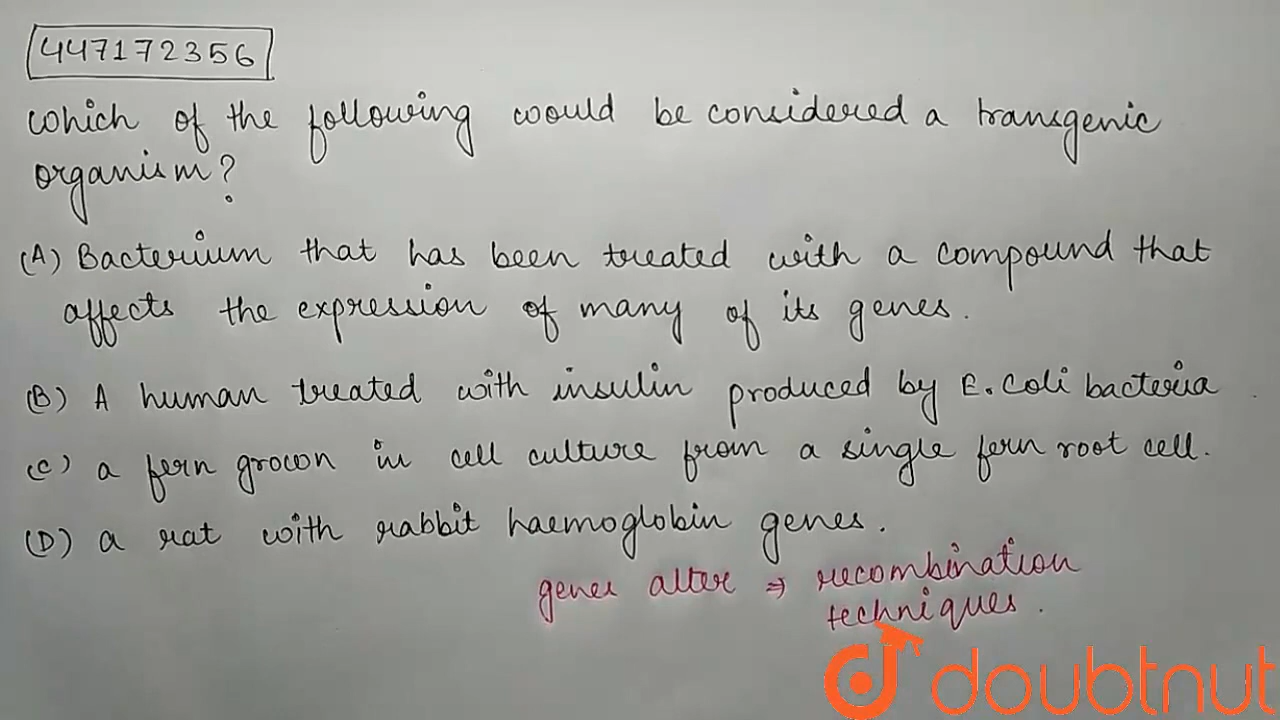 447172356
Which of the following would be considered a transgenic
organism?
(A) Bacterium that has been treated with a compound that
affects the expression of many of its genes.
(B) A human treated with insulin produced by E. Coli bacteria.
(C) a fern grown in cell culture from a single fern root cell.
(D) a rat with rabbit haemoglobin genes.
genes alter ⇒ recombination
techniques.
doubtnut